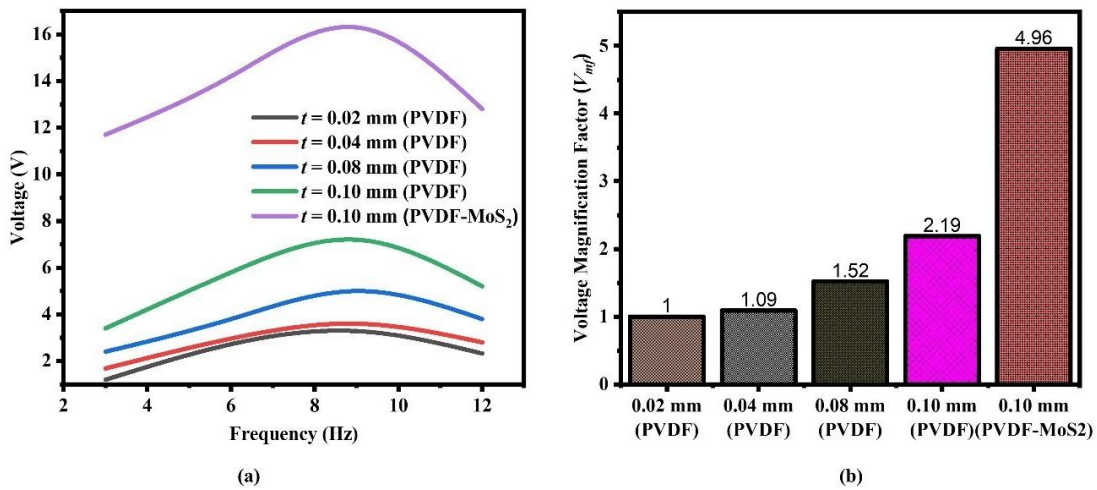 16
14
12
10
8
6
4
2
Voltage (V)
t = 0.02 mm (PVDF)
t = 0.04 mm (PVDF)
t = 0.08 mm (PVDF)
t = 0.10 mm (PVDF)
t = 0.10 mm (PVDF-MoS₂)
2 4 6 8 10 12
Frequency (Hz)
(a)
5
4
3
2
1
0
Voltage Magnification Factor (Vmf)
1
1.09
1.52
2.19
4.96
0.02 mm 0.04 mm 0.08 mm 0.10 mm 0.10 mm
(PVDF) (PVDF) (PVDF) (PVDF)(PVDF-MoS2)
(b)